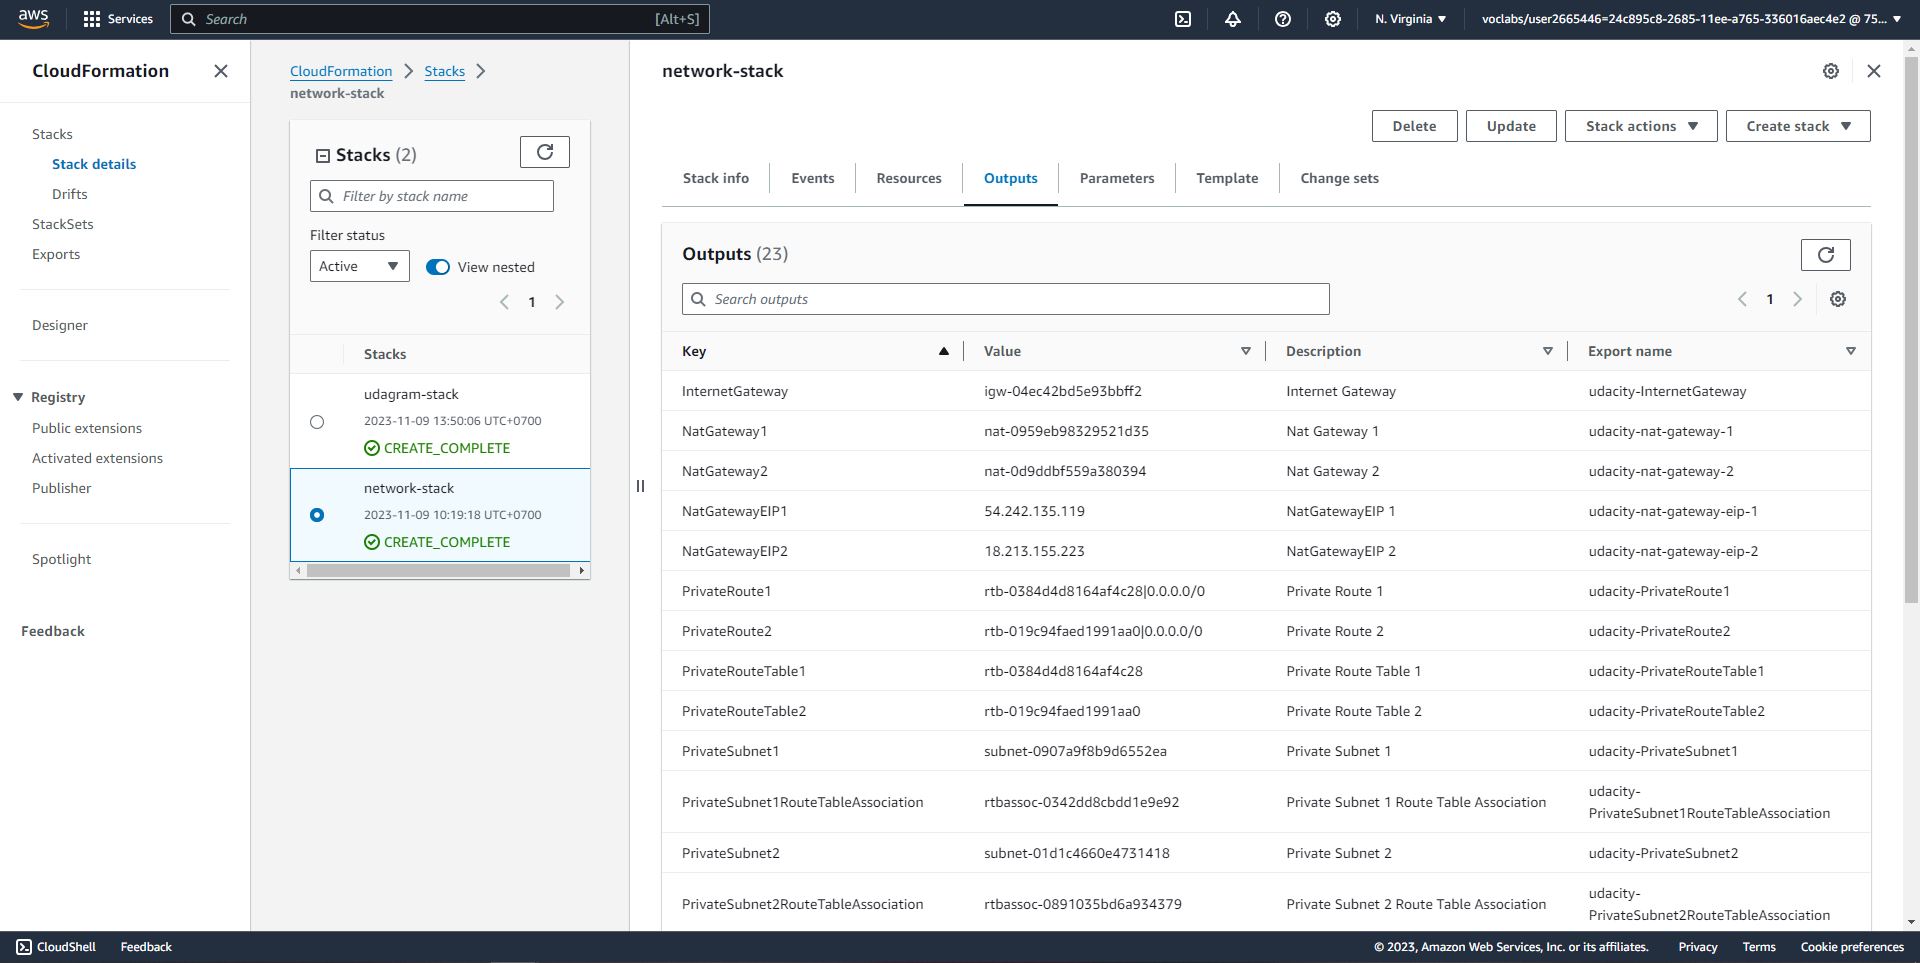 aws
Services
Search
[Alt+S]
N. Virginia
voclabs/user2665446=24c895c8-2685-11ee-a765-336016aec4e2 @ 75...
CloudFormation
Stacks
Stack details
Drifts
StackSets
Exports
Designer
Registry
Public extensions
Activated extensions
Publisher
Spotlight
Feedback
CloudFormation
Stacks
network-stack
Stacks (2)
Filter by stack name
Filter status
Active
View nested
1
Stacks
udagram-stack
2023-11-09 13:50:06 UTC+0700
CREATE_COMPLETE
network-stack
2023-11-09 10:19:18 UTC+0700
CREATE_COMPLETE
network-stack
Delete
Update
Stack actions
Create stack
Stack info
Events
Resources
Outputs
Parameters
Template
Change sets
Outputs (23)
Search outputs
1
Key Value Description Export name
InternetGateway igw-04ec42bd5e93bbff2 Internet Gateway udacity-InternetGateway
NatGateway1 nat-0959eb98329521d35 Nat Gateway 1 udacity-nat-gateway-1
NatGateway2 nat-0d9ddbf559a380394 Nat Gateway 2 udacity-nat-gateway-2
NatGatewayEIP1 54.242.135.119 NatGatewayEIP 1 udacity-nat-gateway-eip-1
NatGatewayEIP2 18.213.155.223 NatGatewayEIP 2 udacity-nat-gateway-eip-2
PrivateRoute1 rtb-0384d4d8164af4c28|0.0.0.0/0 Private Route 1 udacity-PrivateRoute1
PrivateRoute2 rtb-019c94faed1991aa0|0.0.0.0/0 Private Route 2 udacity-PrivateRoute2
PrivateRouteTable1 rtb-0384d4d8164af4c28 Private Route Table 1 udacity-PrivateRouteTable1
PrivateRouteTable2 rtb-019c94faed1991aa0 Private Route Table 2 udacity-PrivateRouteTable2
PrivateSubnet1 subnet-0907a9f8b9d6552ea Private Subnet 1 udacity-PrivateSubnet1
PrivateSubnet1RouteTableAssociation rtbassoc-0342dd8cbdd1e9e92 Private Subnet 1 Route Table Association udacity-
PrivateSubnet1RouteTableAssociation
PrivateSubnet2 subnet-01d1c4660e4731418 Private Subnet 2 udacity-PrivateSubnet2
PrivateSubnet2RouteTableAssociation rtbassoc-0891035bd6a934379 Private Subnet 2 Route Table Association udacity-
PrivateSubnet2RouteTableAssociation
CloudShell
Feedback
© 2023, Amazon Web Services, Inc. or its affiliates.
Privacy
Terms
Cookie preferences